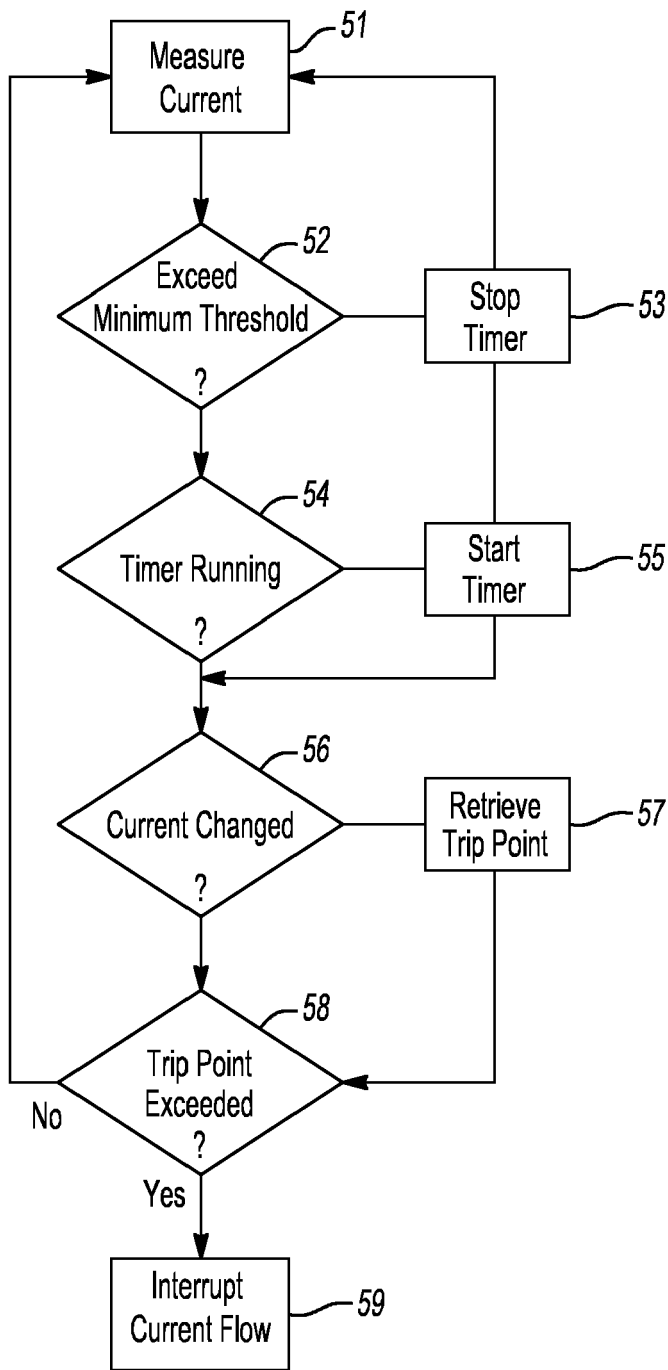 51
Measure
Current
52
Exceed
Minimum Threshold
?
Stop
Timer
53
54
Timer Running
?
Start
Timer
55
56
Current Changed
?
Retrieve
Trip Point
57
58
Trip Point
Exceeded
?
No
Yes
Interrupt
Current Flow
59